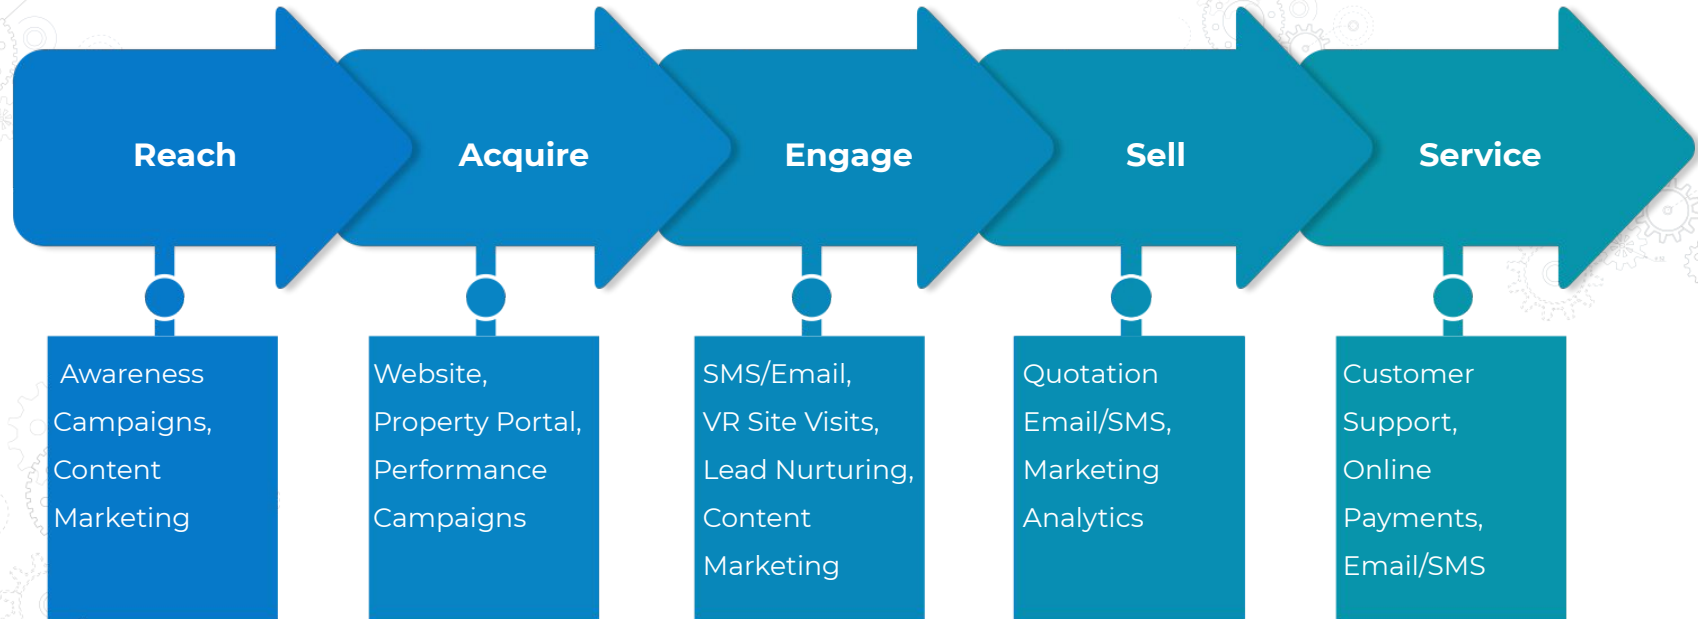 Reach
Acquire
Engage
Sell
Service
Awareness
Campaigns,
Content
Marketing
Website,
Property Portal,
Performance
Campaigns
SMS/Email,
VR Site Visits,
Lead Nurturing,
Content
Marketing
Quotation
Email/SMS,
Marketing
Analytics
Customer
Support,
Online
Payments,
Email/SMS